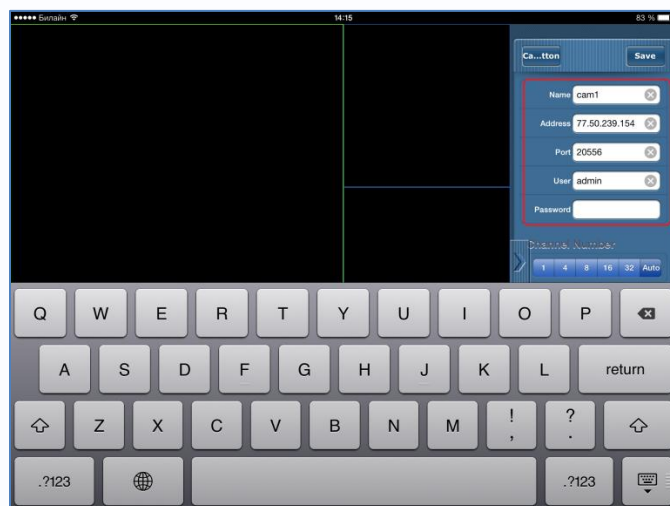 Билайн 14:15 83 %
Ca...tton Save
Name cam1
Address 77.50.239.154
Port 20556
User admin
Password
Channel Number
1 4 8 16 32 Auto
Q W E R T Y U I O P
A S D F G H J K L return
Z X C V B N M ! , ? .
.?123 .?123